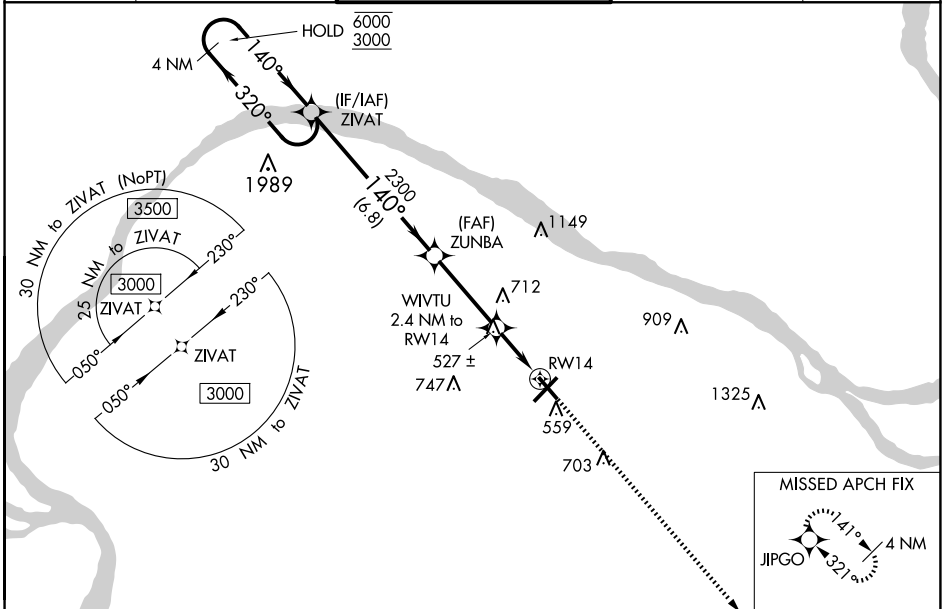 HOLD
6000
3000
4 NM
140°
320°
(IF/IAF)
ZIVAT
1989
2300
140°
(6.8)
(FAF)
ZUNBA
1149
30 NM to ZIVAT (NoPT)
3500
25 NM to ZIVAT
3000
230°
ZIVAT
050°
230°
ZIVAT
050°
3000
30 NM to ZIVAT
712
WIVTU
2.4 NM to
RW14
527 ±
747
909
RW14
1325
559
703
MISSED APCH FIX
141°
4 NM
JIPGO
321°